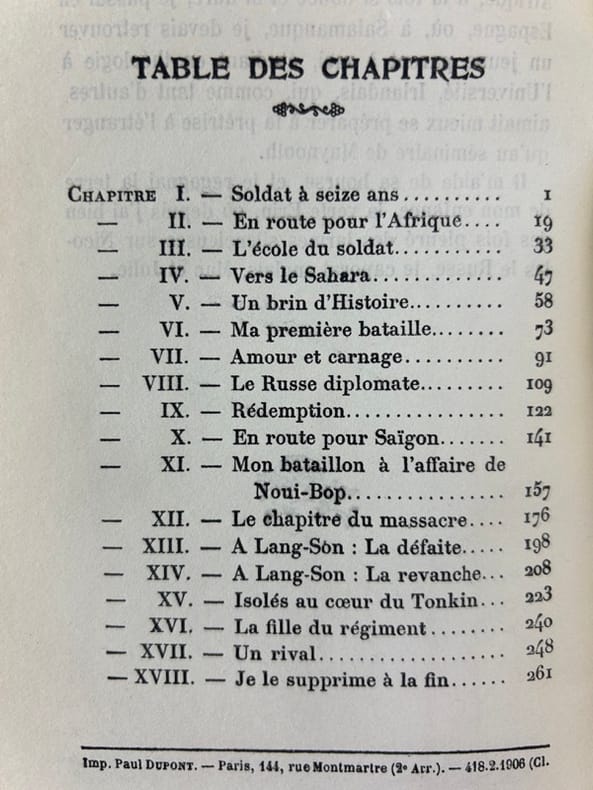 TABLE DES CHAPITRES
CHAPITRE I. — Soldat à seize ans.......... 1
— II. — En route pour l'Afrique.... 19
— III. — L'école du soldat.......... 33
— IV. — Vers le Sahara............. 47
— V. — Un brin d'Histoire......... 58
— VI. — Ma première bataille....... 73
— VII. — Amour et carnage.......... 91
— VIII. — Le Russe diplomate........ 109
— IX. — Rédemption................ 122
— X. — En route pour Saïgon....... 141
— XI. — Mon bataillon à l'affaire de
Noui-Bop................ 157
— XII. — Le chapitre du massacre.... 176
— XIII. — A Lang-Són : La défaite..... 198
— XIV. — A Lang-Son : La revanche... 208
— XV. — Isolés au cœur du Tonkin... 223
— XVI. — La fille du régiment........ 240
— XVII. — Un rival................... 248
— XVIII. — Je le supprime à la fin...... 261
Imp. Paul DUPONT. — Paris, 144, rue Montmartre (2e Arr.). — 418.2.1906 (Cl.